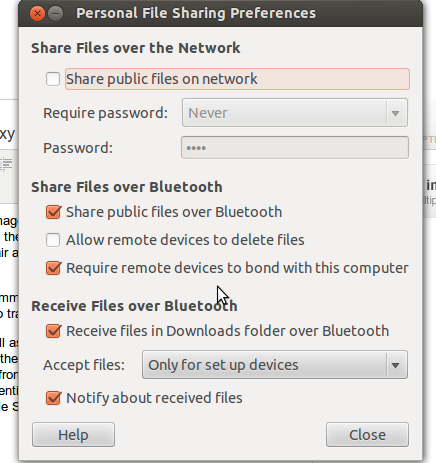 Personal File Sharing Preferences
Share Files over the Network
Share public files on network
Require password: Never
Password: ••••
Share Files over Bluetooth
Share public files over Bluetooth
Allow remote devices to delete files
Require remote devices to bond with this computer
Receive Files over Bluetooth
Receive files in Downloads folder over Bluetooth
Accept files: Only for set up devices
Notify about received files
Help Close